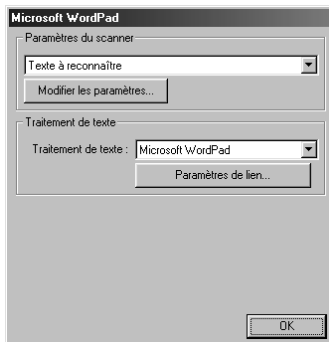 Microsoft WordPad
Paramètres du scanner
Texte à reconnaître
Modifier les paramètres...
Traitement de texte
Traitement de texte : Microsoft WordPad
Paramètres de lien...
OK